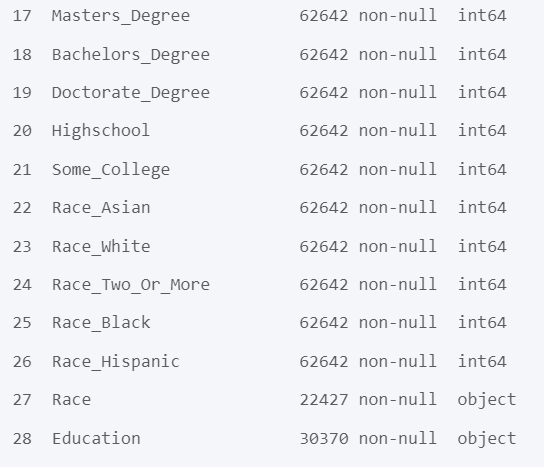 17 Masters_Degree 62642 non-null int64
18 Bachelors_Degree 62642 non-null int64
19 Doctorate_Degree 62642 non-null int64
20 Highschool 62642 non-null int64
21 Some_College 62642 non-null int64
22 Race_Asian 62642 non-null int64
23 Race_White 62642 non-null int64
24 Race_Two_Or_More 62642 non-null int64
25 Race_Black 62642 non-null int64
26 Race_Hispanic 62642 non-null int64
27 Race 22427 non-null object
28 Education 30370 non-null object